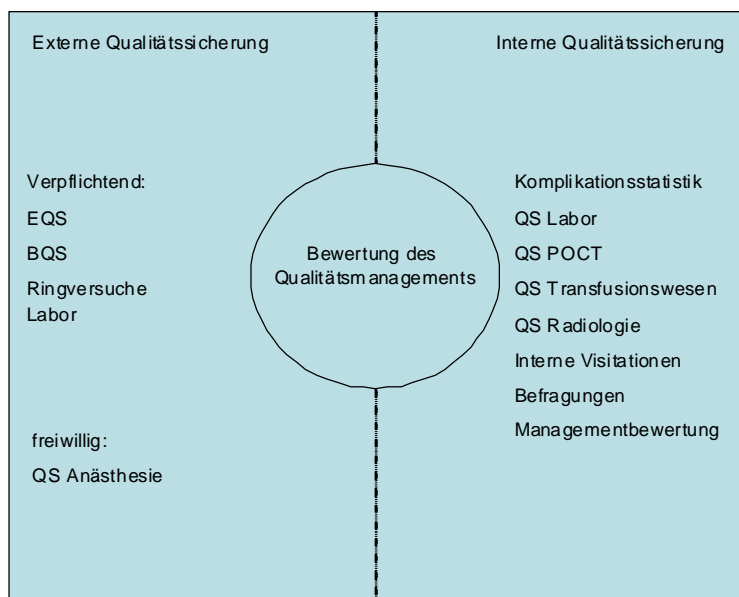 Externe Qualitätssicherung
Interne Qualitätssicherung
Verpflichtend:
EQS
BQS
Ringversuche
Labor
freiwillig:
QS Anästhesie
Bewertung des
Qualitätsmanagements
Komplikationsstatistik
QS Labor
QS POCT
QS Transfusionswesen
QS Radiologie
Interne Visitationen
Befragungen
Managementbewertung